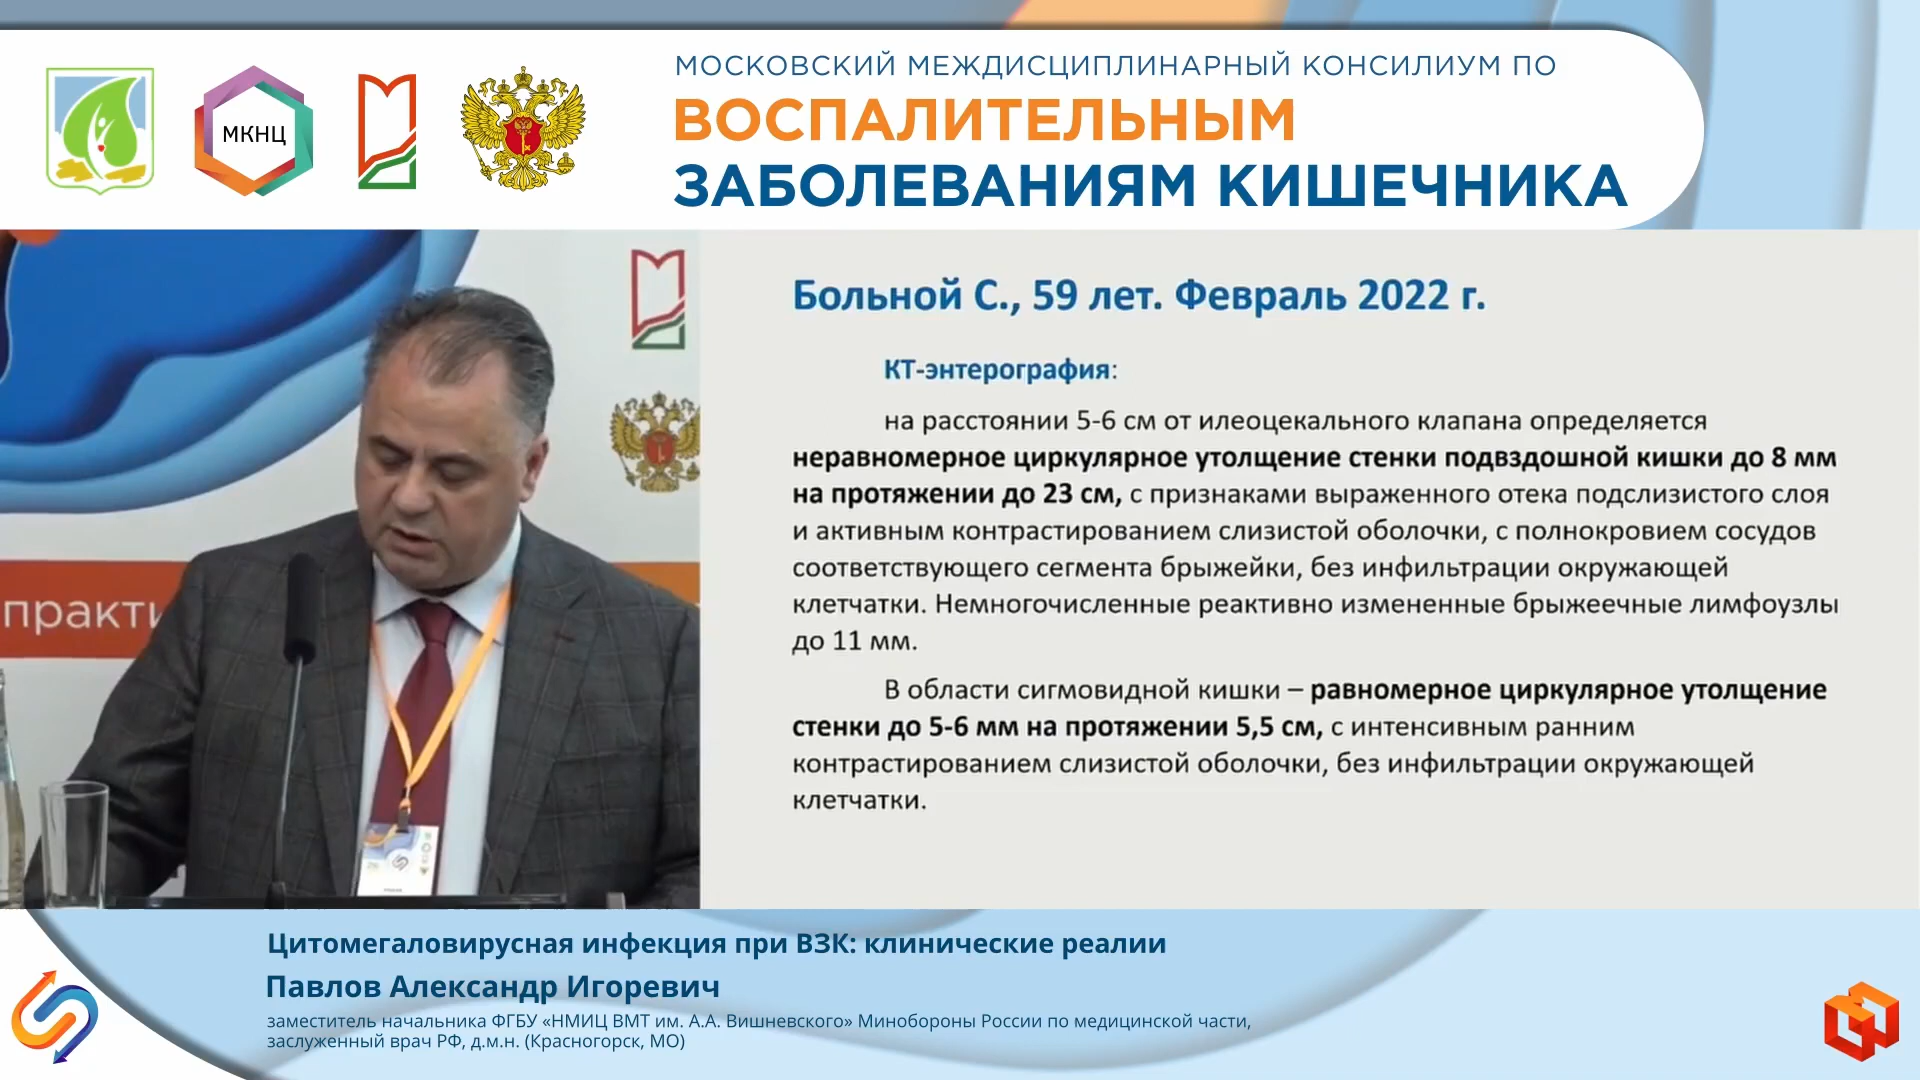 МКНЦ
МОСКОВСКИЙ МЕЖДИСЦИПЛИНАРНЫЙ КОНСИЛИУМ ПО
ВОСПАЛИТЕЛЬНЫМ
ЗАБОЛЕВАНИЯМ КИШЕЧНИКА
практи
Больной С., 59 лет. Февраль 2022 г.
КТ-энтерография:
на расстоянии 5-6 см от илеоцекального клапана определяется
неравномерное циркулярное утолщение стенки подвздошной кишки до 8 мм
на протяжении до 23 см, с признаками выраженного отека подслизистого слоя
и активным контрастированием слизистой оболочки, с полнокровием сосудов
соответствующего сегмента брыжейки, без инфильтрации окружающей
клетчатки. Немногочисленные реактивно измененные брыжеечные лимфоузлы
до 11 мм.
В области сигмовидной кишки – равномерное циркулярное утолщение
стенки до 5-6 мм на протяжении 5,5 см, с интенсивным ранним
контрастированием слизистой оболочки, без инфильтрации окружающей
клетчатки.
Цитомегаловирусная инфекция при ВЗК: клинические реалии
Павлов Александр Игоревич
заместитель начальника ФГБУ «НМИЦ ВМТ им. А.А. Вишневского» Минобороны России по медицинской части,
заслуженный врач РФ, д.м.н. (Красногорск, МО)